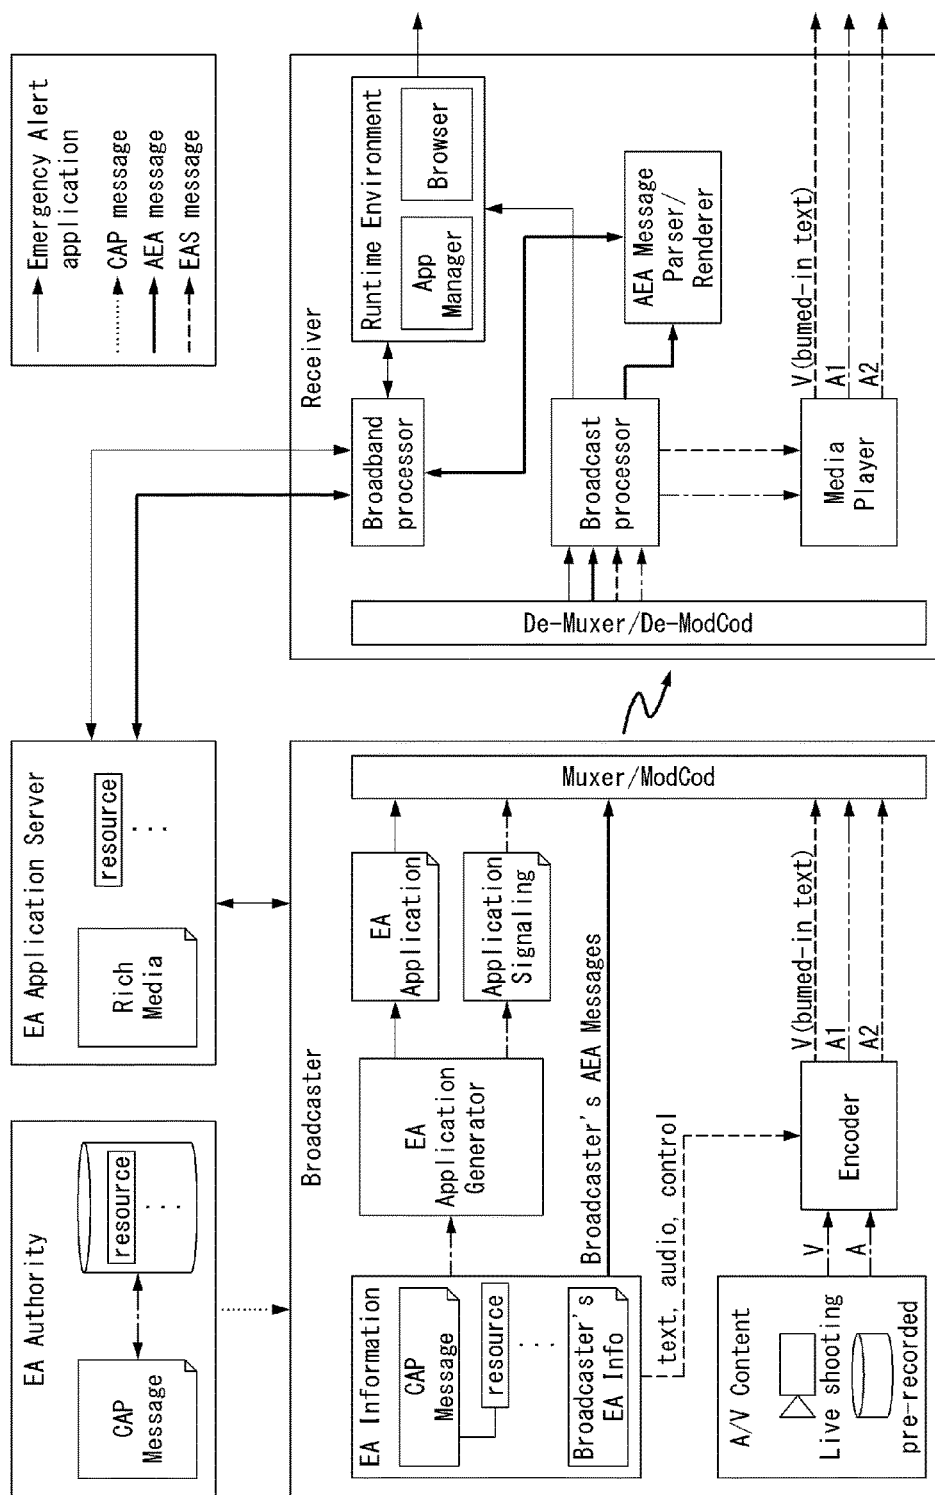 EA Authority
CAP
Message
resource
...
EA Application Server
Rich
Media
resource
...
Emergency Alert
application
CAP message
AEA message
EAS message
Broadcaster
EA Information
CAP
Message
resource
...
Broadcaster's
EA Info
EA
Application
Generator
EA
Application
Application
Signaling
Broadcaster's AEA Messages
text, audio, control
A/V Content
Live shooting
pre-recorded
V
A
Encoder
V(bumed-in text)
A1
A2
Muxer/ModCod
Receiver
De-Muxer/De-ModCod
Broadband
processor
Runtime Environment
App
Manager
Browser
Broadcast
processor
AEA Message
Parser/
Renderer
Media
Player
V(bumed-in text)
A1
A2